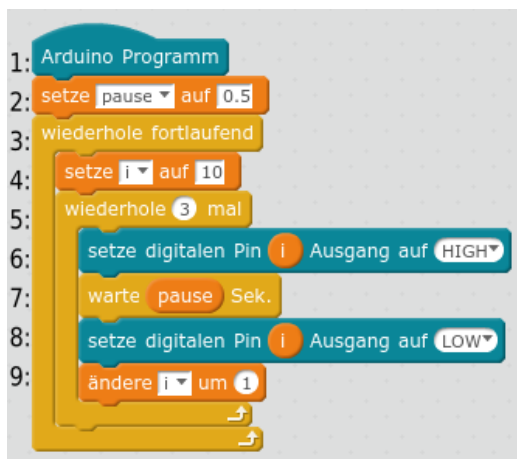 1: Arduino Programm
2: setze pause auf 0.5
3: wiederhole fortlaufend
4: setze i auf 10
5: wiederhole 3 mal
6: setze digitalen Pin i Ausgang auf HIGH
7: warte pause Sek.
8: setze digitalen Pin i Ausgang auf LOW
9: ändere i um 1